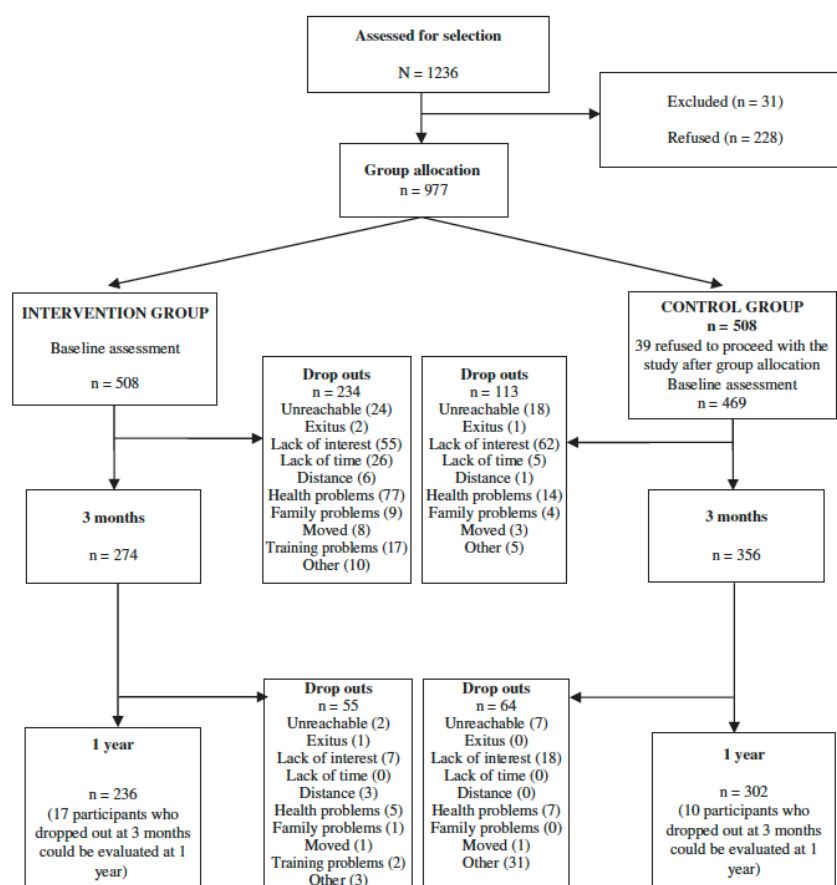 Assessed for selection
N = 1236
Excluded (n = 31)
Refused (n = 228)
Group allocation
n = 977
INTERVENTION GROUP
Baseline assessment
n = 508
CONTROL GROUP
n = 508
39 refused to proceed with the
study after group allocation
Baseline assessment
n = 469
Drop outs
n = 234
Unreachable (24)
Exitus (2)
Lack of interest (55)
Lack of time (26)
Distance (6)
Health problems (77)
Family problems (9)
Moved (8)
Training problems (17)
Other (10)
Drop outs
n = 113
Unreachable (18)
Exitus (1)
Lack of interest (62)
Lack of time (5)
Distance (1)
Health problems (14)
Family problems (4)
Moved (3)
Other (5)
3 months
n = 274
3 months
n = 356
Drop outs
n = 55
Unreachable (2)
Exitus (1)
Lack of interest (7)
Lack of time (0)
Distance (3)
Health problems (5)
Family problems (1)
Moved (1)
Training problems (2)
Other (3)
Drop outs
n = 64
Unreachable (7)
Exitus (0)
Lack of interest (18)
Lack of time (0)
Distance (0)
Health problems (7)
Family problems (0)
Moved (1)
Other (31)
1 year
n = 236
(17 participants who
dropped out at 3 months
could be evaluated at 1
year)
1 year
n = 302
(10 participants who
dropped out at 3 months
could be evaluated at 1
year)